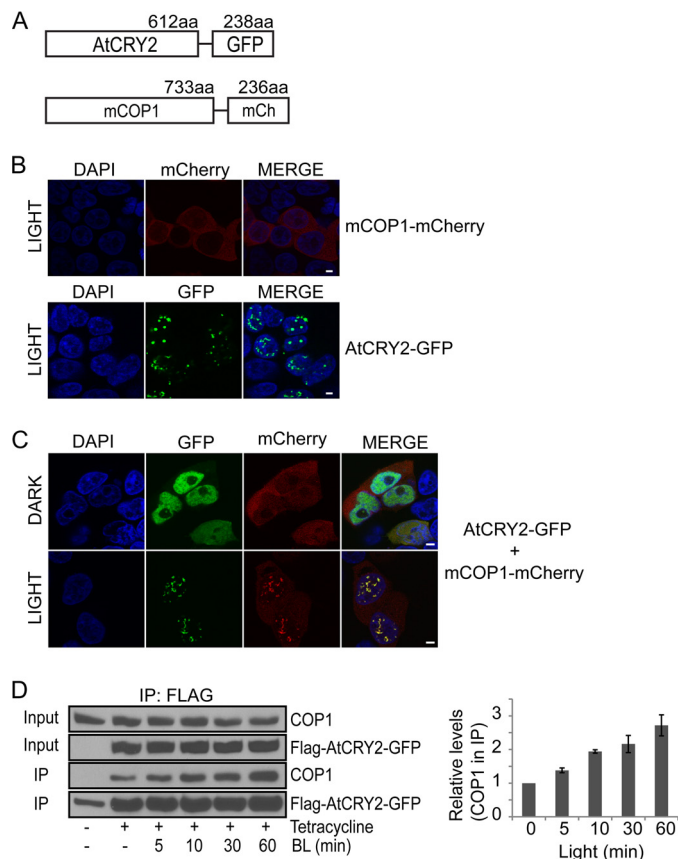 A
612aa 238aa
AtCRY2 GFP
733aa 236aa
mCOP1 mCh
B
DAPI mCherry MERGE
LIGHT
mCOP1-mCherry
DAPI GFP MERGE
LIGHT
AtCRY2-GFP
C
DAPI GFP mCherry MERGE
DARK
LIGHT
AtCRY2-GFP
+
mCOP1-mCherry
D
IP: FLAG
Input COP1
Input Flag-AtCRY2-GFP
IP COP1
IP Flag-AtCRY2-GFP
- + + + + + Tetracycline
- - 5 10 30 60 BL (min)
Relative levels
(COP1 in IP)
3
2
1
0
0 5 10 30 60
Light (min)